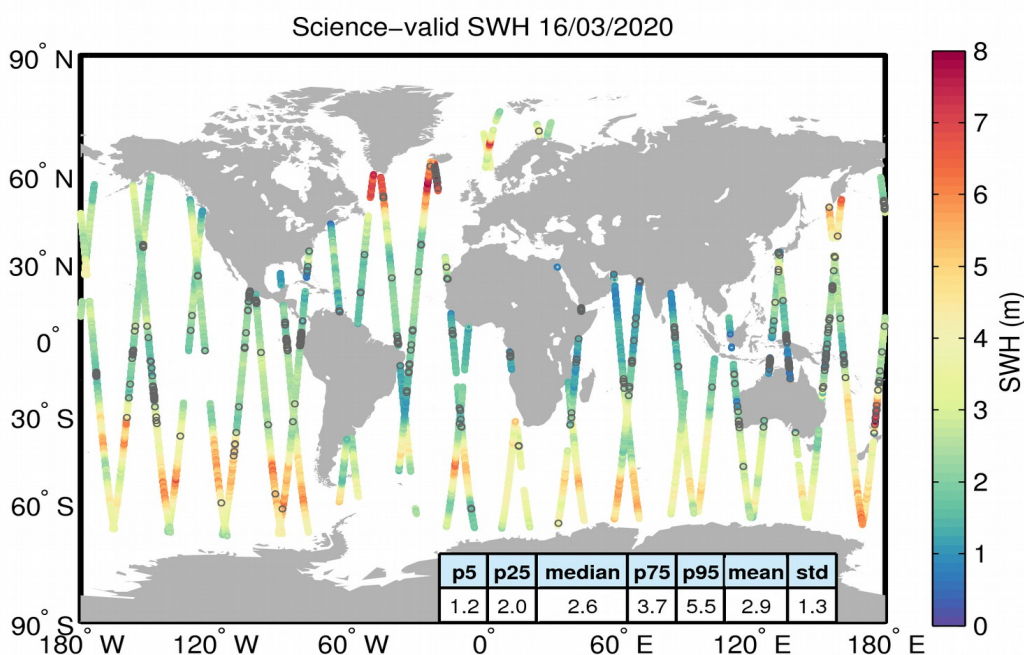 Science−valid SWH 16/03/2020
90° N
60° N
30° N
0°
30° S
60° S
90° S
180° W
120° W
60° W
0°
60° E
120° E
180° E
p5 p25 median p75 p95 mean std
1.2 2.0 2.6 3.7 5.5 2.9 1.3
8
7
6
5
4
3
2
1
0
SWH (m)